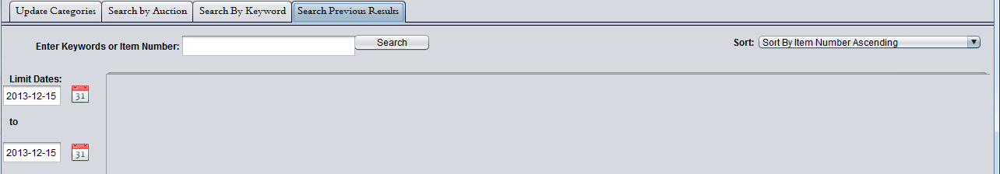 Update Categories Search by Auction Search By Keyword Search Previous Results
Enter Keywords or Item Number: Search Sort: Sort By Item Number Ascending
Limit Dates:
2013-12-15 31
to
2013-12-15 31